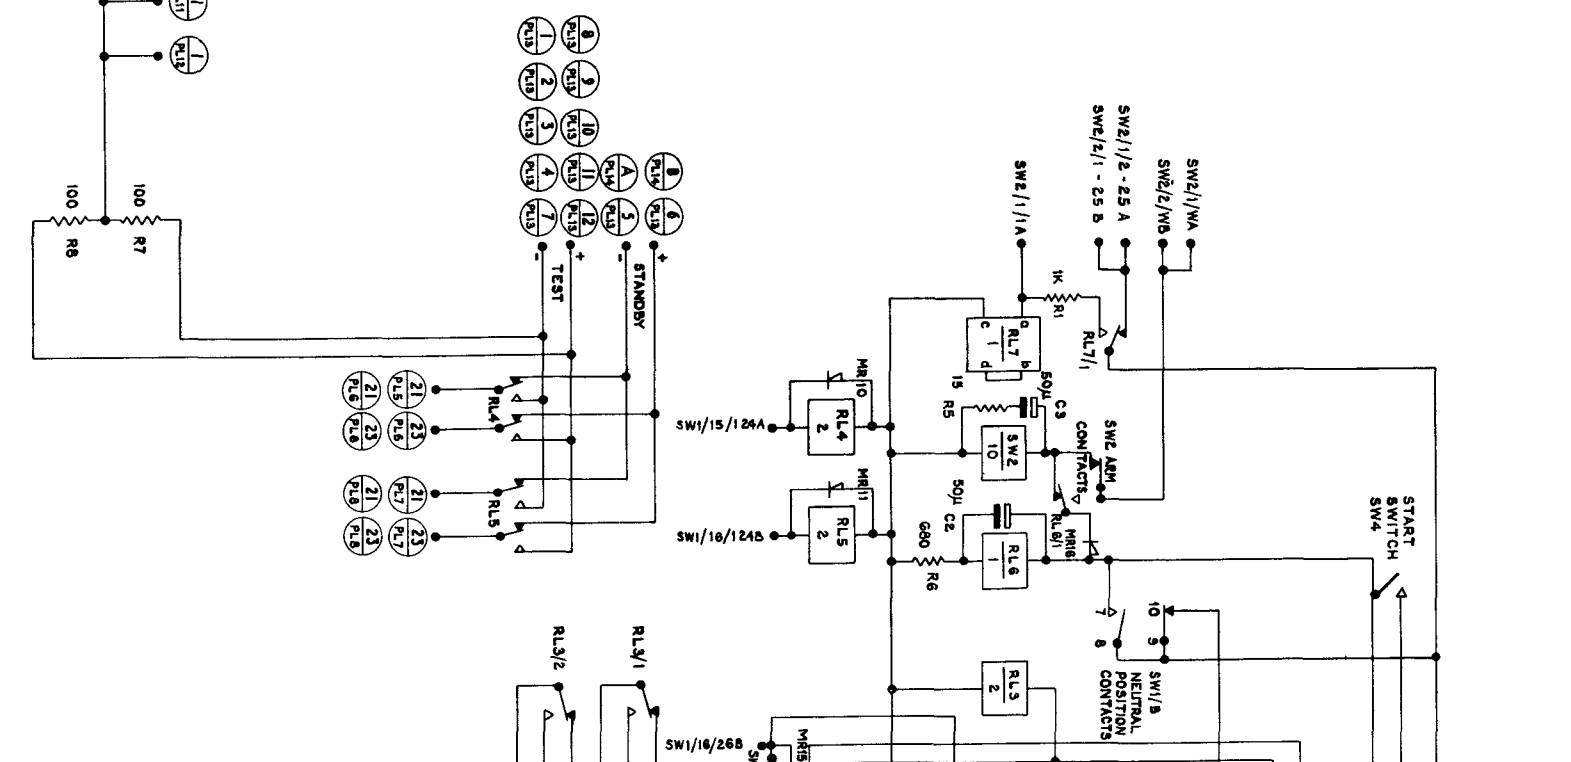 1
PL11
1
PL12
100
R8
100
R7
1
PL13
8
PL13
2
PL13
9
PL13
3
PL13
10
PL13
4
PL13
11
PL13
A
PL14
B
PL14
7
PL13
12
PL13
5
6
-
TEST
+
-
STANDBY
+
21
PL6
21
PL5
RL4
23
PL6
21
PL8
21
PL7
RL5
23
PL8
23
PL7
SW2/1/1A
SW2/2/1 - 25 B
SW2/1/2 - 25 A
SW2/2/WB
SW2/1/WA
1K
R1
c
a
RL7
1
d
b
RL7/1
MR10
SW1/15/124A
RL4
2
15
R5
50μ
C3
SW2
10
SW2 ARM
CONTACTS
MR11
SW1/16/124B
RL5
2
50μ
C2
680
R6
RL6
1
RL6/1
MR16
START
SWITCH
SW4
7
8
10
9
SW1/B
NEUTRAL
POSITION
CONTACTS
RL3/2
RL3/1
RL3
2
SW1/16/26B
MR15